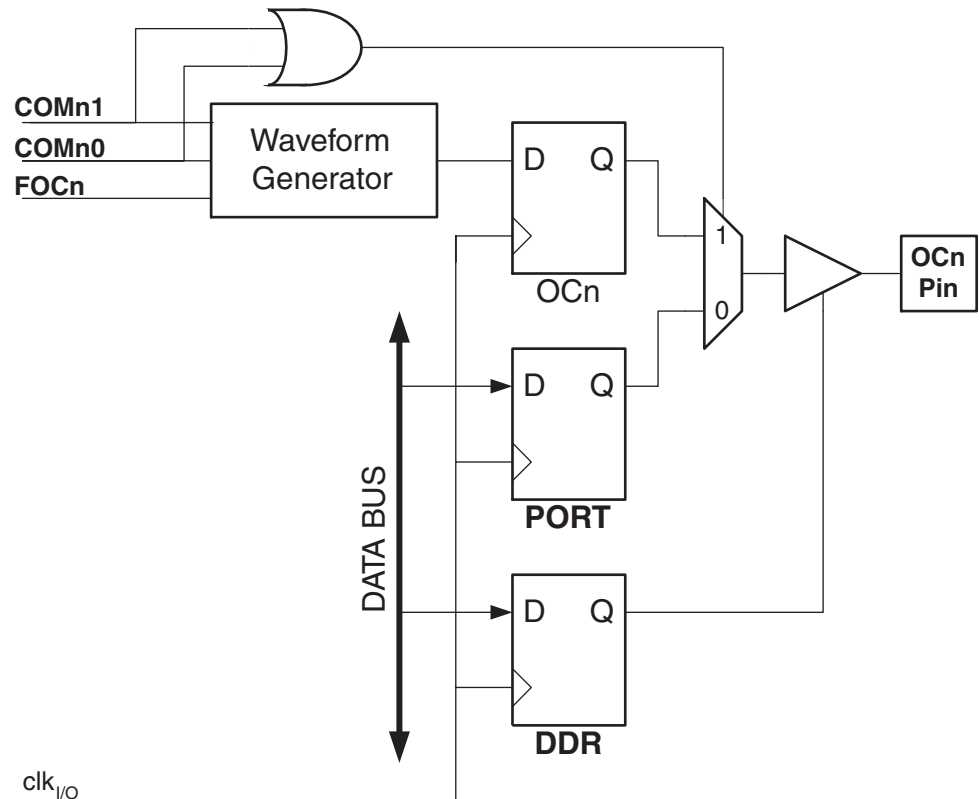 COMn1
COMn0
FOCn
Waveform
Generator
D Q
OCn
1
0
OCn
Pin
D Q
PORT
DATA BUS
D Q
DDR
clkI/O